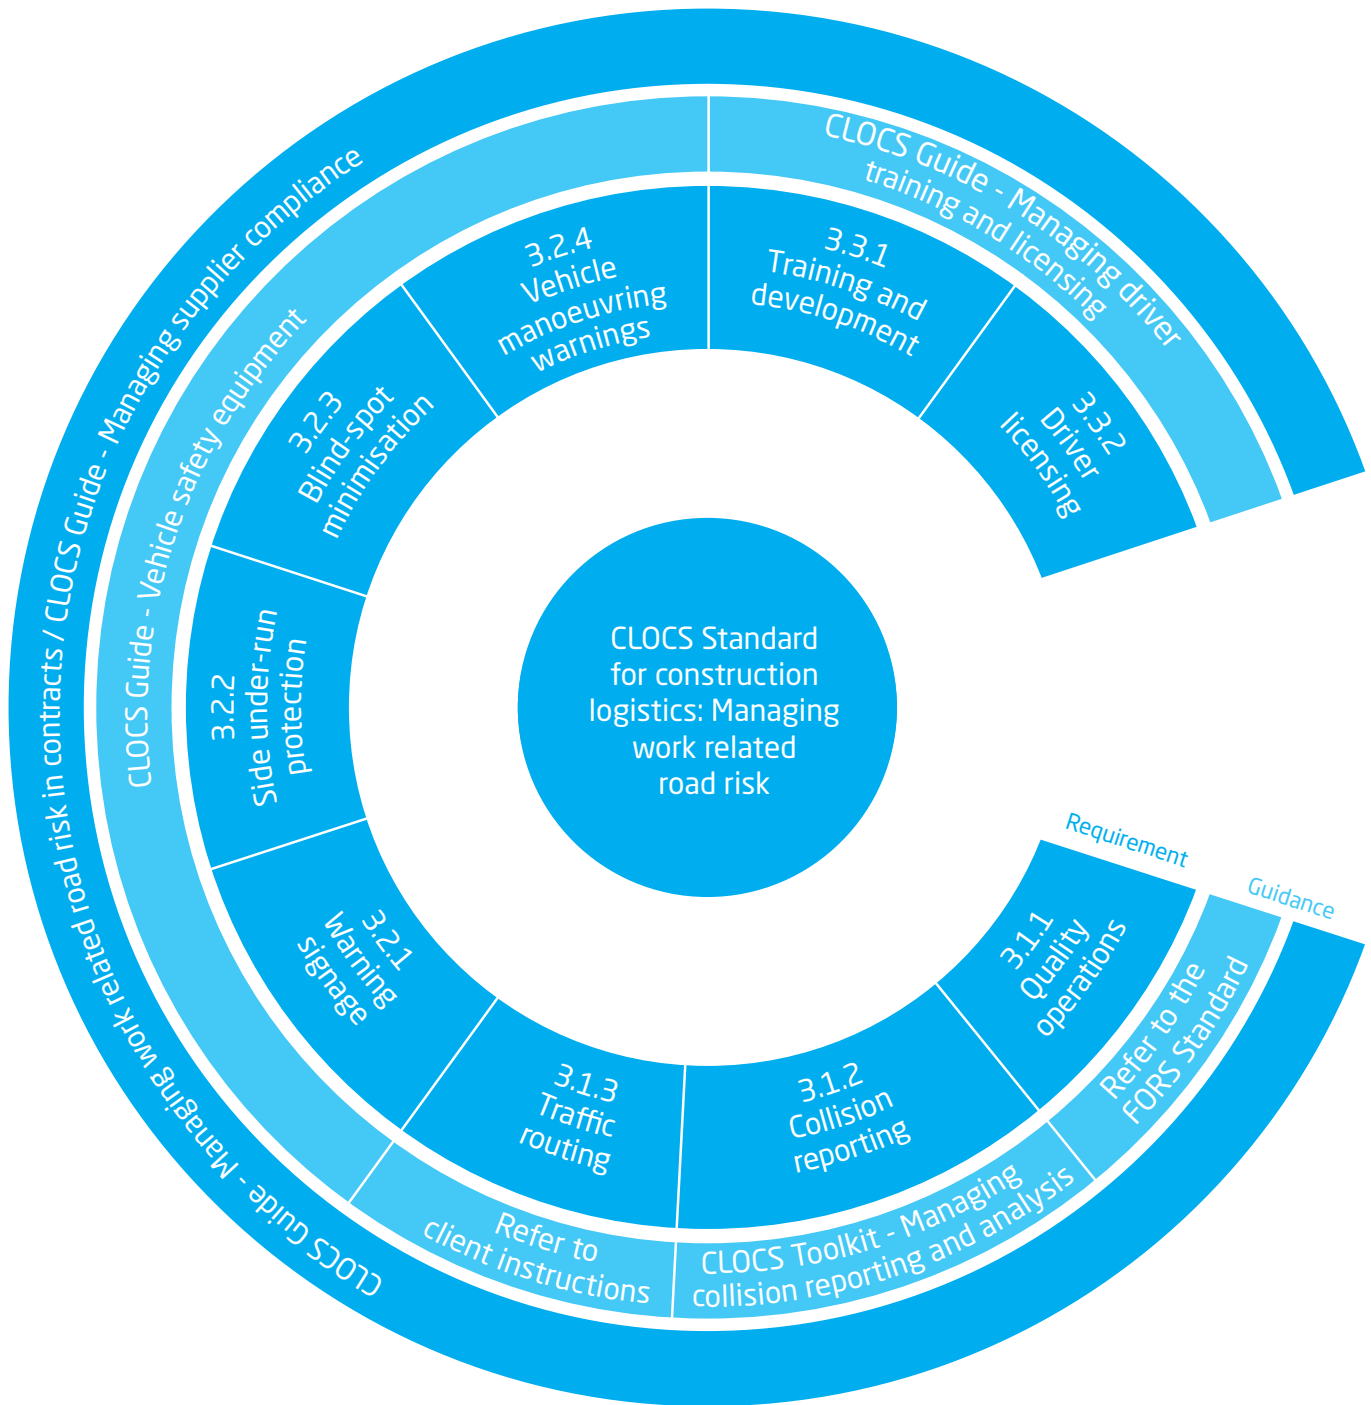 CLOCS Standard
for construction
logistics: Managing
work related
road risk
Requirement
Guidance
3.1.1
Quality
operations
3.1.2
Collision
reporting
3.1.3
Traffic
routing
3.2.1
Warning
signage
3.2.2
Side under-run
protection
3.2.3
Blind-spot
minimisation
3.2.4
Vehicle
manoeuvring
warnings
3.3.1
Training and
development
3.3.2
Driver
licensing
Refer to the
FORS Standard
CLOCS Toolkit - Managing
collision reporting and analysis
Refer to
client instructions
CLOCS Guide - Vehicle safety equipment
CLOCS Guide - Managing driver
training and licensing
CLOCS Guide - Managing work related road risk in contracts / CLOCS Guide - Managing supplier compliance